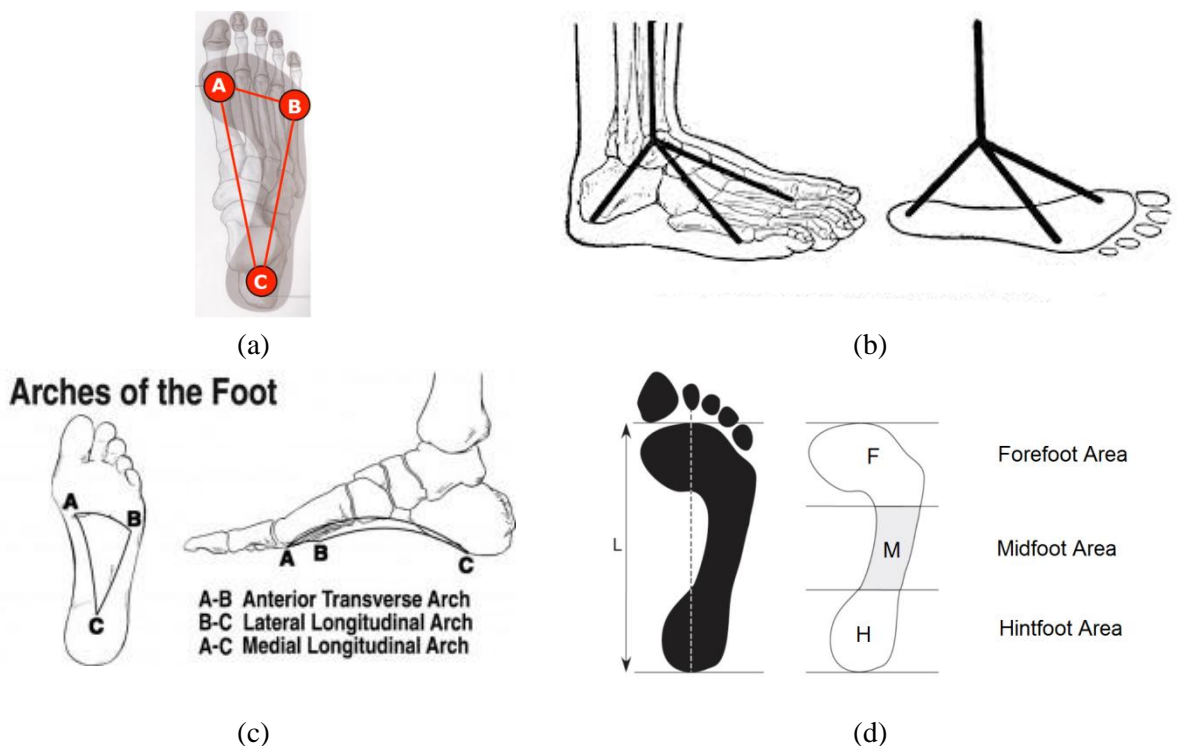 A
B
C
(a)
(b)
Arches of the Foot
A
B
C
A
B
C
A-B Anterior Transverse Arch
B-C Lateral Longitudinal Arch
A-C Medial Longitudinal Arch
(c)
L
F
Forefoot Area
M
Midfoot Area
H
Hintfoot Area
(d)